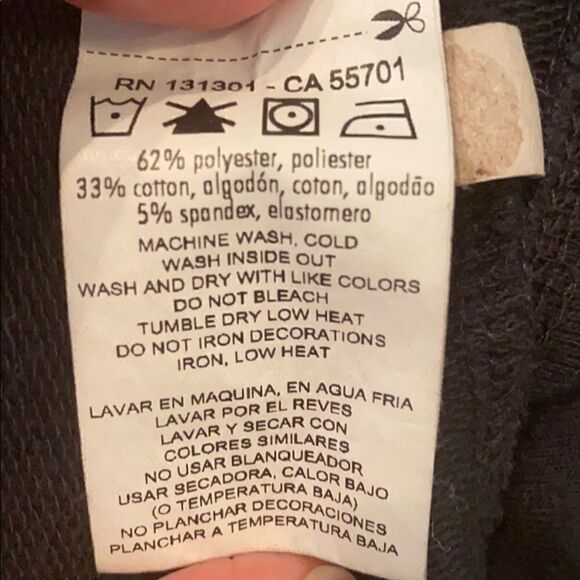 RN 131301 - CA 55701
62% polyester, poliester
33% cotton, algodón, coton, algodão
5% spandex, elastomero
MACHINE WASH, COLD
WASH INSIDE OUT
WASH AND DRY WITH LIKE COLORS
DO NOT BLEACH
TUMBLE DRY LOW HEAT
DO NOT IRON DECORATIONS
IRON, LOW HEAT
LAVAR EN MAQUINA, EN AGUA FRIA
LAVAR POR EL REVES
LAVAR Y SECAR CON
COLORES SIMILARES
NO USAR BLANQUEADOR
USAR SECADORA, CALOR BAJO
(O TEMPERATURA BAJA)
NO PLANCHAR DECORACIONES
PLANCHAR A TEMPERATURA BAJA